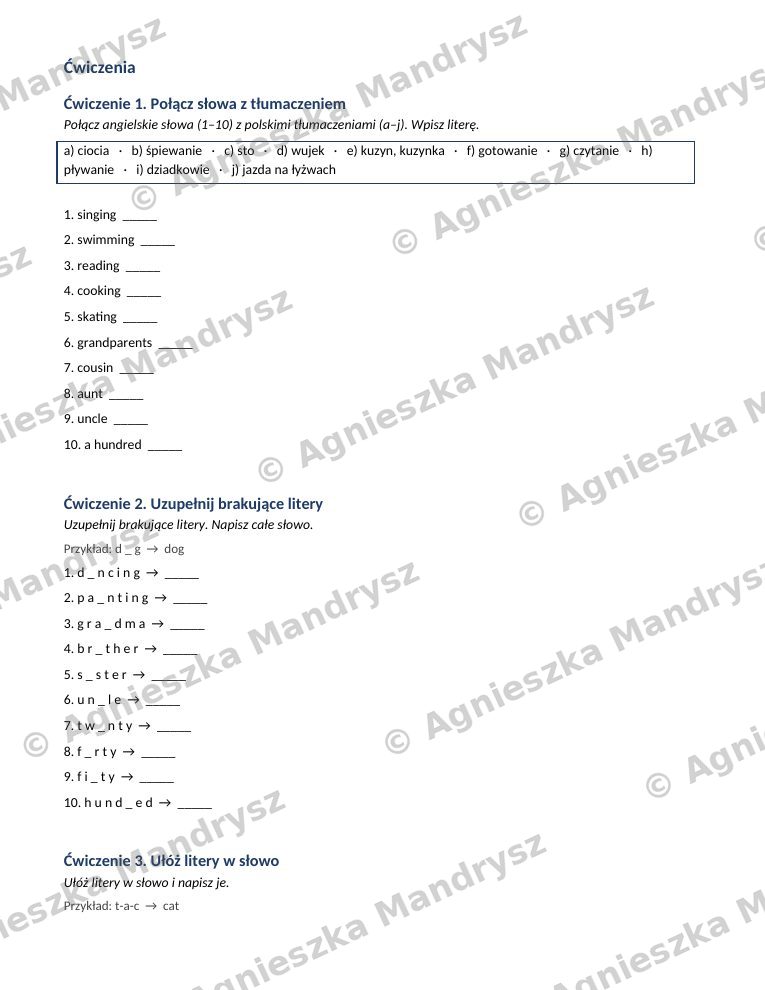 Ćwiczenia
Ćwiczenie 1. Połącz słowa z tłumaczeniem
Połącz angielskie słowa (1–10) z polskimi tłumaczeniami (a–j). Wpisz literę.
a) ciocia · b) śpiewanie · c) sto · d) wujek · e) kuzyn, kuzynka · f) gotowanie · g) czytanie · h)
pływanie · i) dziadkowie · j) jazda na łyżwach
1. singing _____
2. swimming _____
3. reading _____
4. cooking _____
5. skating _____
6. grandparents _____
7. cousin _____
8. aunt _____
9. uncle _____
10. a hundred _____
Ćwiczenie 2. Uzupełnij brakujące litery
Uzupełnij brakujące litery. Napisz całe słowo.
Przykład: d _ g → dog
1. d _ n c i n g → _____
2. p a _ n t i n g → _____
3. g r a _ d m a → _____
4. b r _ t h e r → _____
5. s _ s t e r → _____
6. u n _ l e → _____
7. t w _ n t y → _____
8. f _ r t y → _____
9. f i _ t y → _____
10. h u n d _ e d → _____
Ćwiczenie 3. Ułóż litery w słowo
Ułóż litery w słowo i napisz je.
Przykład: t-a-c → cat
© Agnieszka Mandrysz